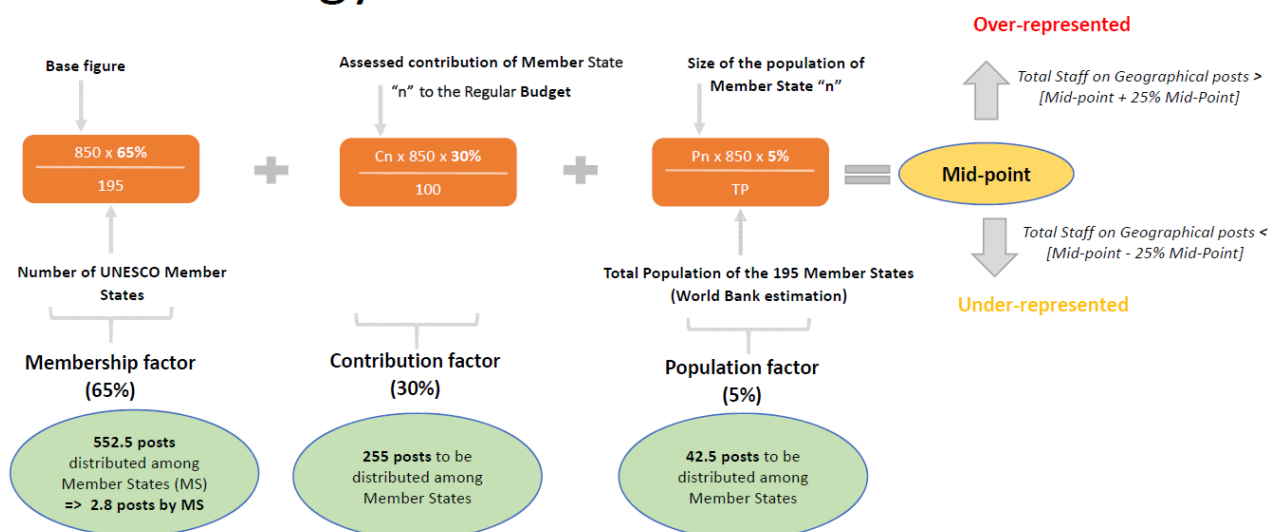 Over-represented
Base figure
Assessed contribution of Member State
"n" to the Regular Budget
Size of the population of
Member State "n"
Total Staff on Geographical posts >
[Mid-point + 25% Mid-Point]
850 x 65%
195
Cn x 850 x 30%
100
Pn x 850 x 5%
TP
Mid-point
Total Staff on Geographical posts <
[Mid-point - 25% Mid-Point]
Number of UNESCO Member
States
Total Population of the 195 Member States
(World Bank estimation)
Under-represented
Membership factor
(65%)
Contribution factor
(30%)
Population factor
(5%)
552.5 posts
distributed among
Member States (MS)
=> 2.8 posts by MS
255 posts to be
distributed among
Member States
42.5 posts to be
distributed among
Member States